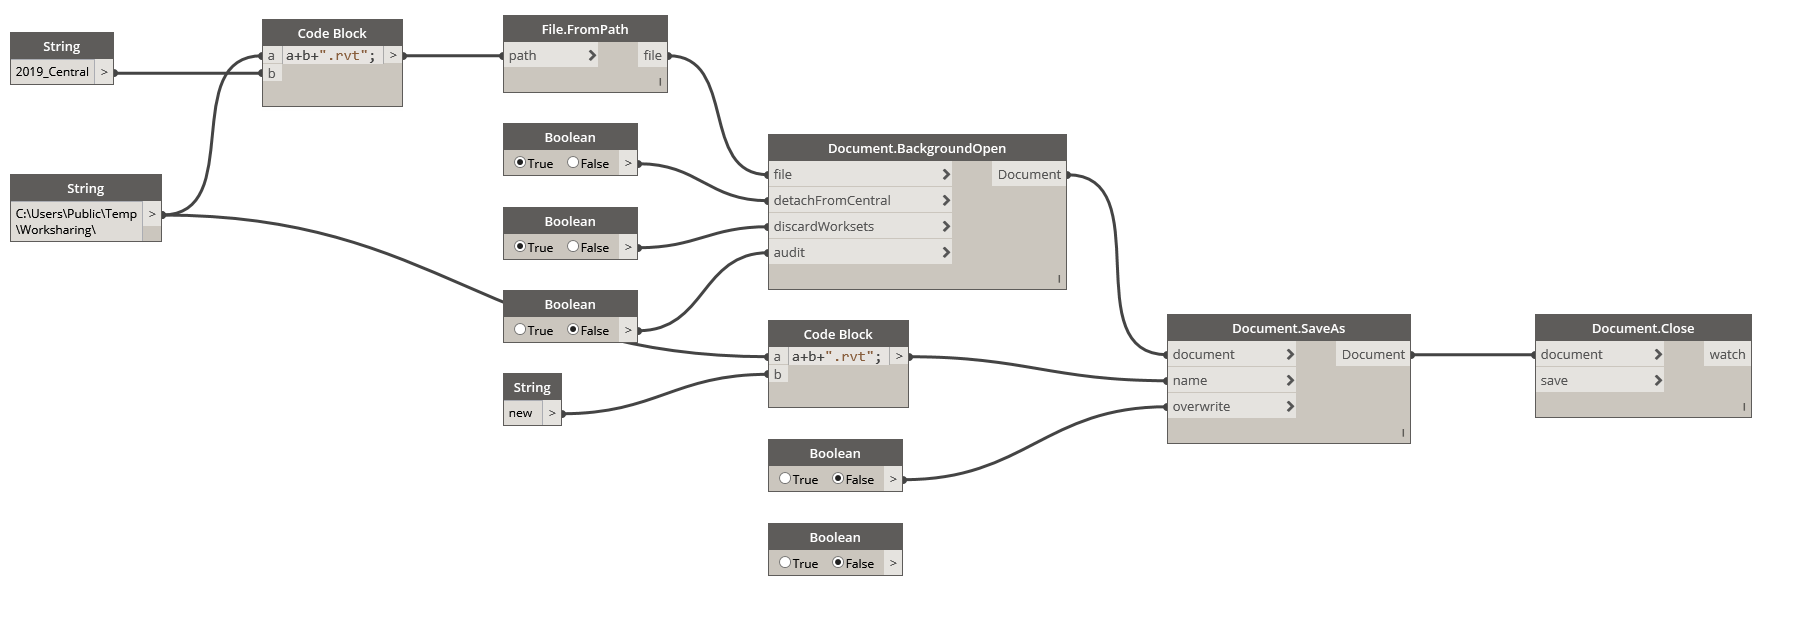 String
2019_Central >
String
C:\Users\Public\Temp >
\Worksharing\
Code Block
a a+b+".rvt"; >
b
File.FromPath
path > file
l
Boolean
True False >
Boolean
True False >
Boolean
True False >
String
new >
Document.BackgroundOpen
file > Document
detachFromCentral >
discardWorksets >
audit >
l
Code Block
a a+b+".rvt"; >
b
Boolean
True False >
Boolean
True False >
Document.SaveAs
document > Document
name >
overwrite >
l
Document.Close
document > watch
save >
l